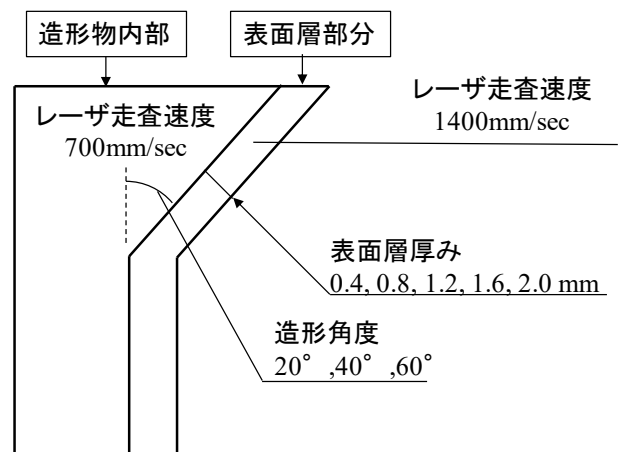 造形物内部
表面層部分
レーザ走査速度
700mm/sec
レーザ走査速度
1400mm/sec
表面層厚み
0.4, 0.8, 1.2, 1.6, 2.0 mm
造形角度
20° ,40° ,60°